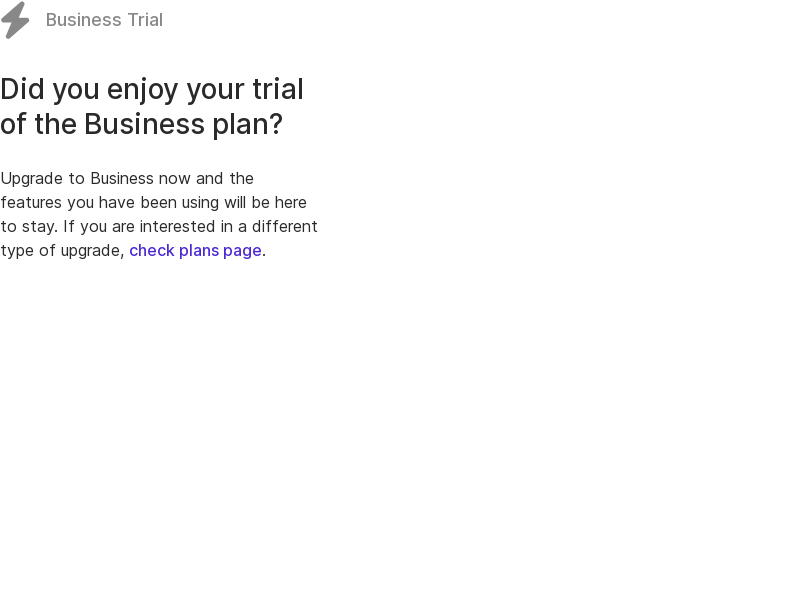 Business Trial
Did you enjoy your trial
of the Business plan?
Upgrade to Business now and the
features you have been using will be here
to stay. If you are interested in a different
type of upgrade, check plans page.